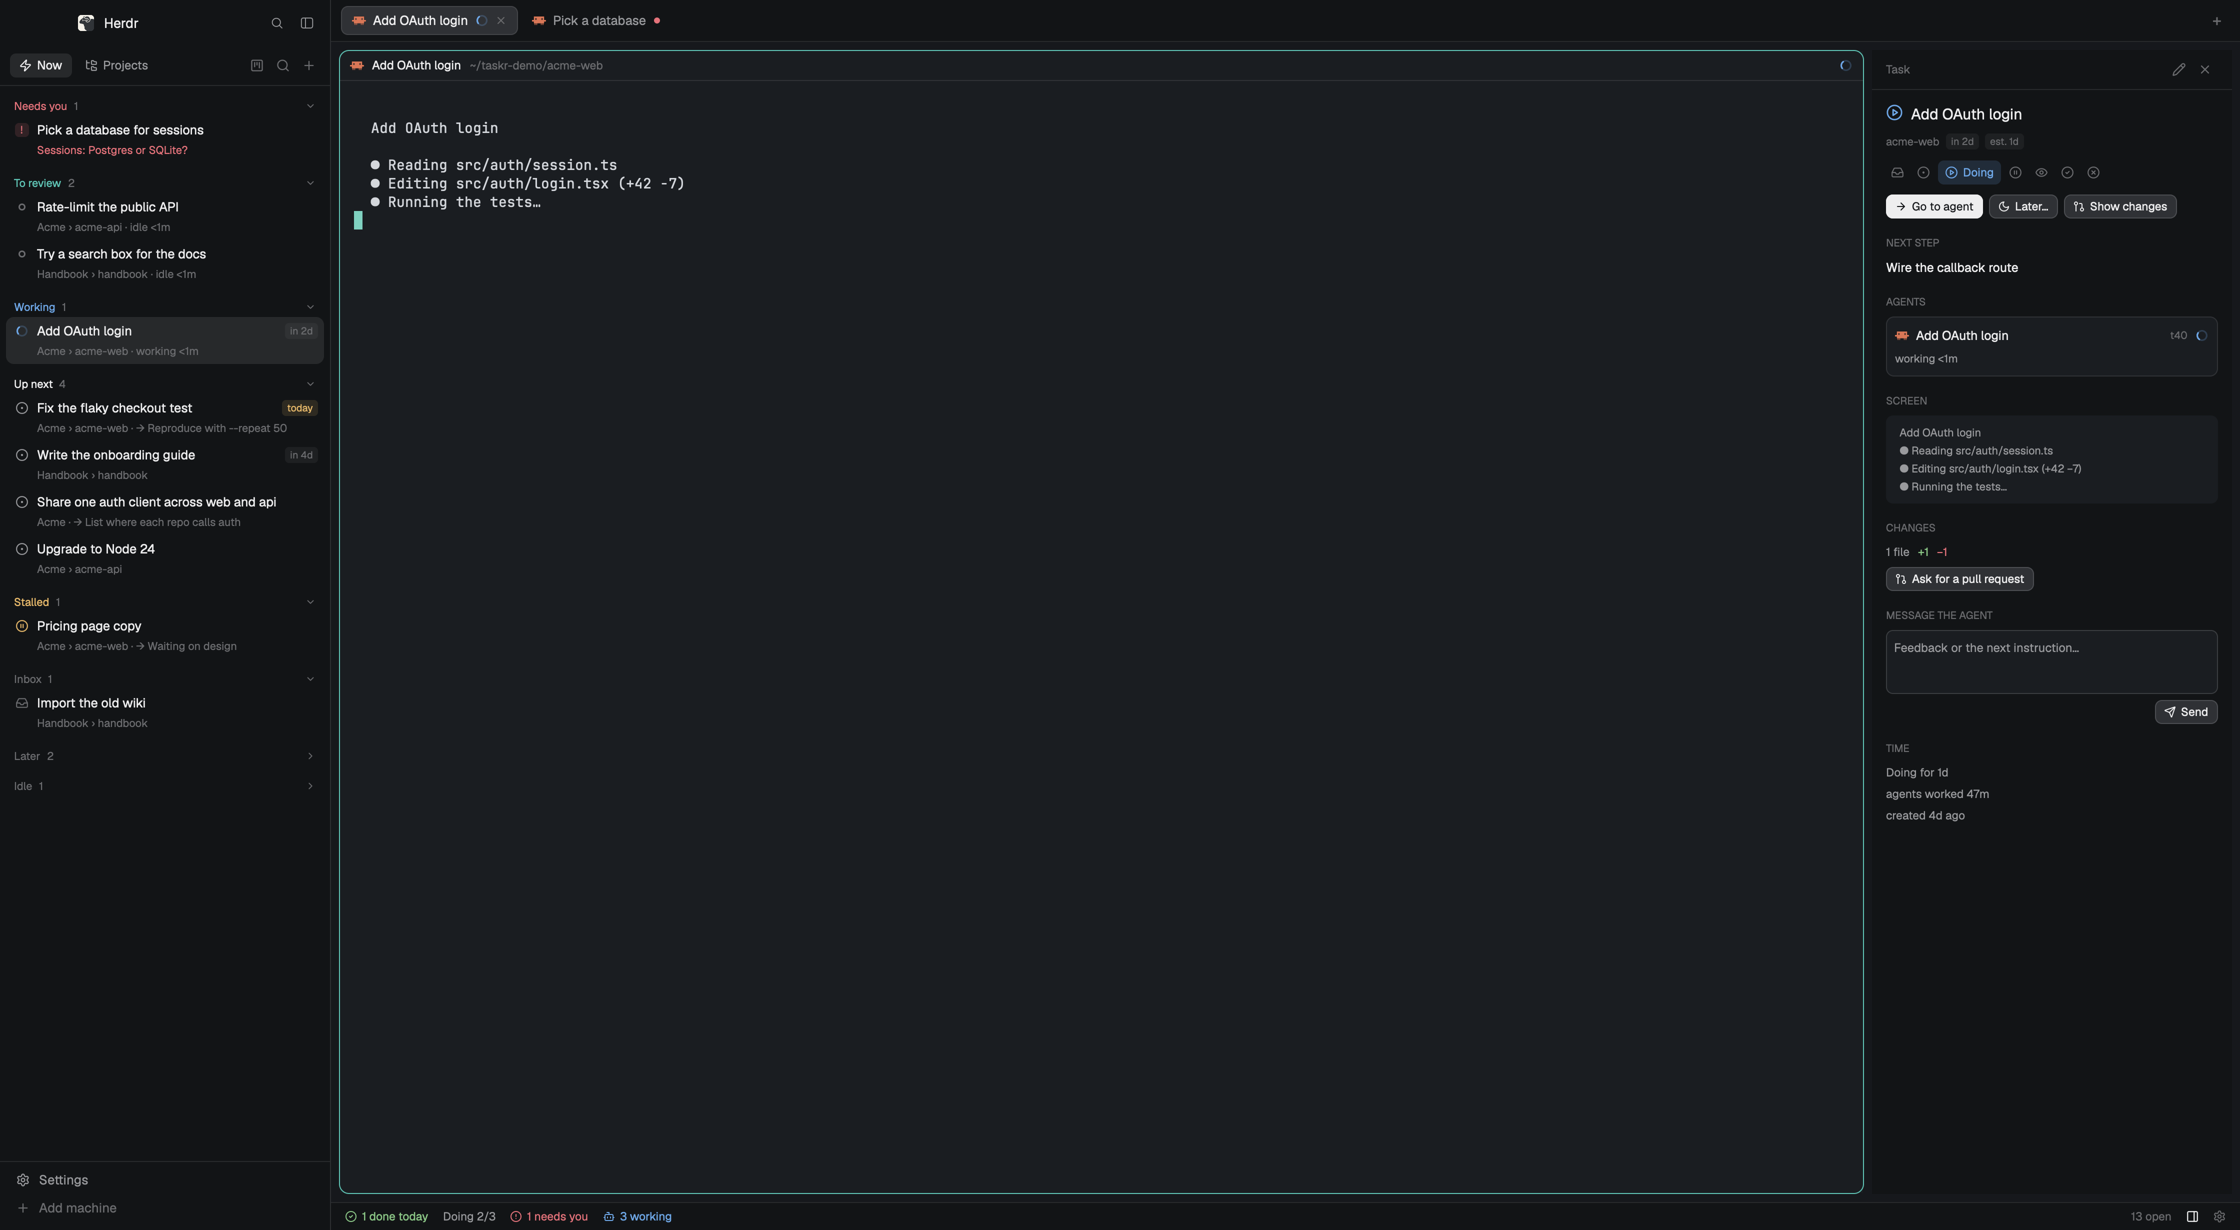 Herdr
Now
Projects
Needs you 1
Pick a database for sessions
Sessions: Postgres or SQLite?
To review 2
Rate-limit the public API
Acme › acme-api · idle <1m
Try a search box for the docs
Handbook › handbook · idle <1m
Working 1
Add OAuth login in 2d
Acme › acme-web · working <1m
Up next 4
Fix the flaky checkout test today
Acme › acme-web · → Reproduce with --repeat 50
Write the onboarding guide in 4d
Handbook › handbook
Share one auth client across web and api
Acme · → List where each repo calls auth
Upgrade to Node 24
Acme › acme-api
Stalled 1
Pricing page copy
Acme › acme-web · → Waiting on design
Inbox 1
Import the old wiki
Handbook › handbook
Later 2
Idle 1
Settings
Add machine
Add OAuth login
Pick a database
Add OAuth login ~/taskr-demo/acme-web
Add OAuth login
● Reading src/auth/session.ts
● Editing src/auth/login.tsx (+42 -7)
● Running the tests…
Task
Add OAuth login
acme-web in 2d est. 1d
Doing
→ Go to agent
Later…
Show changes
NEXT STEP
Wire the callback route
AGENTS
Add OAuth login t40
working <1m
SCREEN
Add OAuth login
● Reading src/auth/session.ts
● Editing src/auth/login.tsx (+42 −7)
● Running the tests…
CHANGES
1 file +1 −1
Ask for a pull request
MESSAGE THE AGENT
Feedback or the next instruction…
Send
TIME
Doing for 1d
agents worked 47m
created 4d ago
1 done today Doing 2/3 1 needs you 3 working
13 open